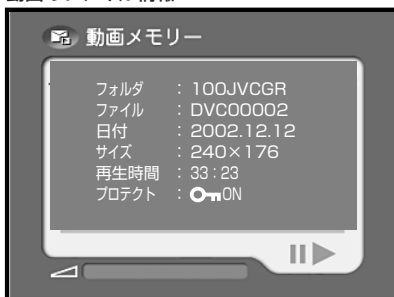 動画メモリー
フォルダ : 100JVCGR
ファイル : DVC00002
日付 : 2002.12.12
サイズ : 240×176
再生時間 : 33:23
プロテクト : ON